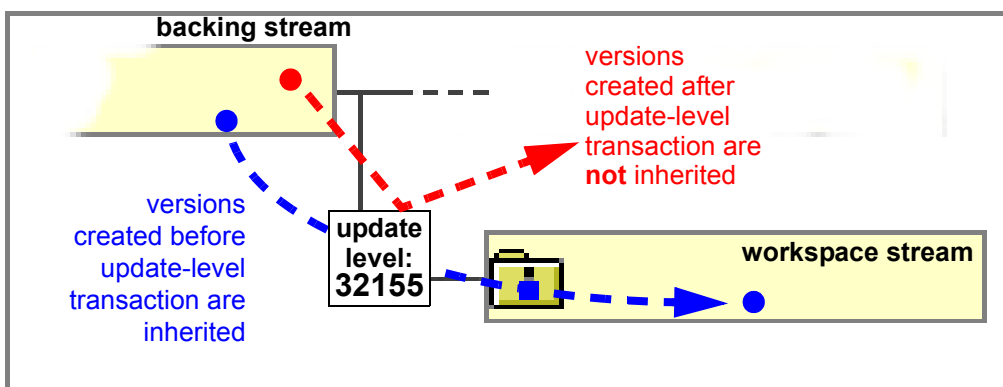 backing stream
versions
created after
update-level
transaction are
not inherited
versions
created before
update-level
transaction are
inherited
update
level:
32155
workspace stream